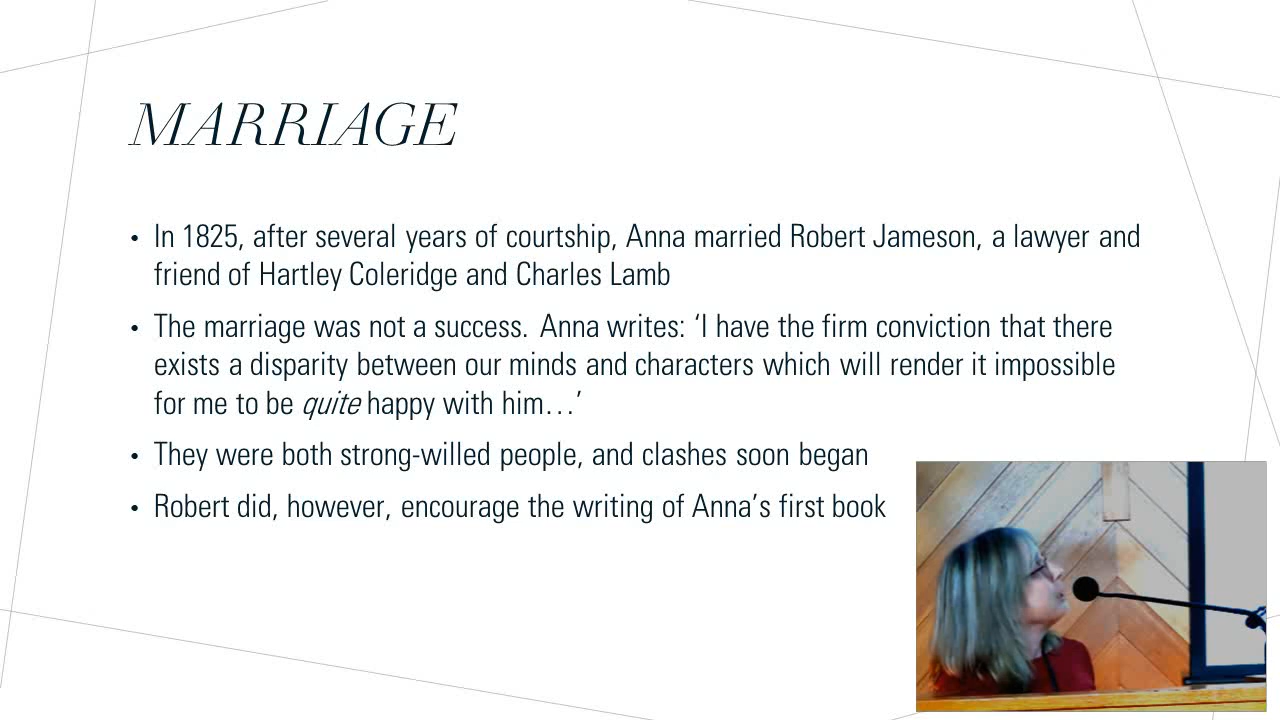 MARRIAGE
• In 1825, after several years of courtship, Anna married Robert Jameson, a lawyer and
friend of Hartley Coleridge and Charles Lamb
• The marriage was not a success. Anna writes: ‘I have the firm conviction that there
exists a disparity between our minds and characters which will render it impossible
for me to be quite happy with him…’
• They were both strong-willed people, and clashes soon began
• Robert did, however, encourage the writing of Anna’s first book